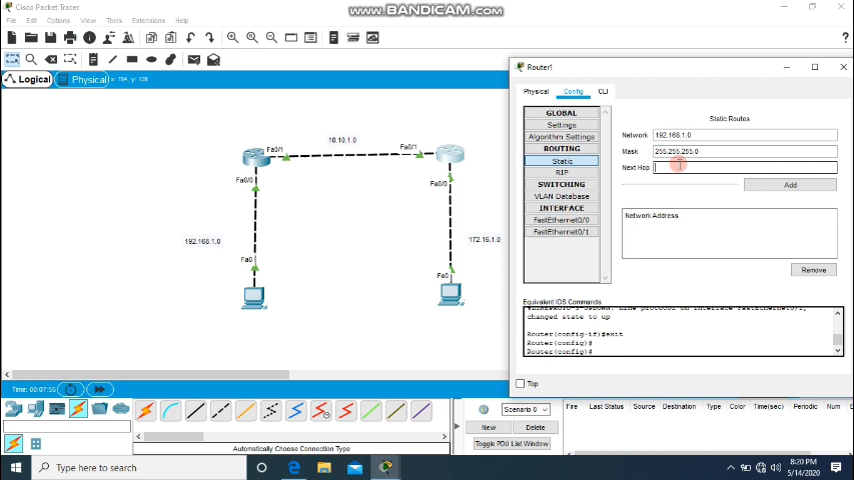 Cisco Packet Tracer
www.BANDICAM.com
File Edit Options View Tools Extensions Help
Logical
Physical
x: 784, y: 128
Router1
Physical Config CLI
GLOBAL
Settings
Algorithm Settings
ROUTING
Static
RIP
SWITCHING
VLAN Database
INTERFACE
FastEthernet0/0
FastEthernet0/1
Static Routes
Network 192.168.1.0
Mask 255.255.255.0
Next Hop
Add
Network Address
Remove
Equivalent IOS Commands
changed state to up
Router(config-if)#exit
Router(config)#
Router(config)#
Top
10.10.1.0
Fa0/1
Fa0/1
Fa0/0
Fa0/0
192.168.1.0
172.16.1.0
Fa0
Fa0
Time: 00:07:55
Automatically Choose Connection Type
Scenario 0
New
Delete
Toggle PDU List Window
Fire Last Status Source Destination Type Color Time(sec) Periodic Num
Type here to search
8:20 PM
5/14/2020